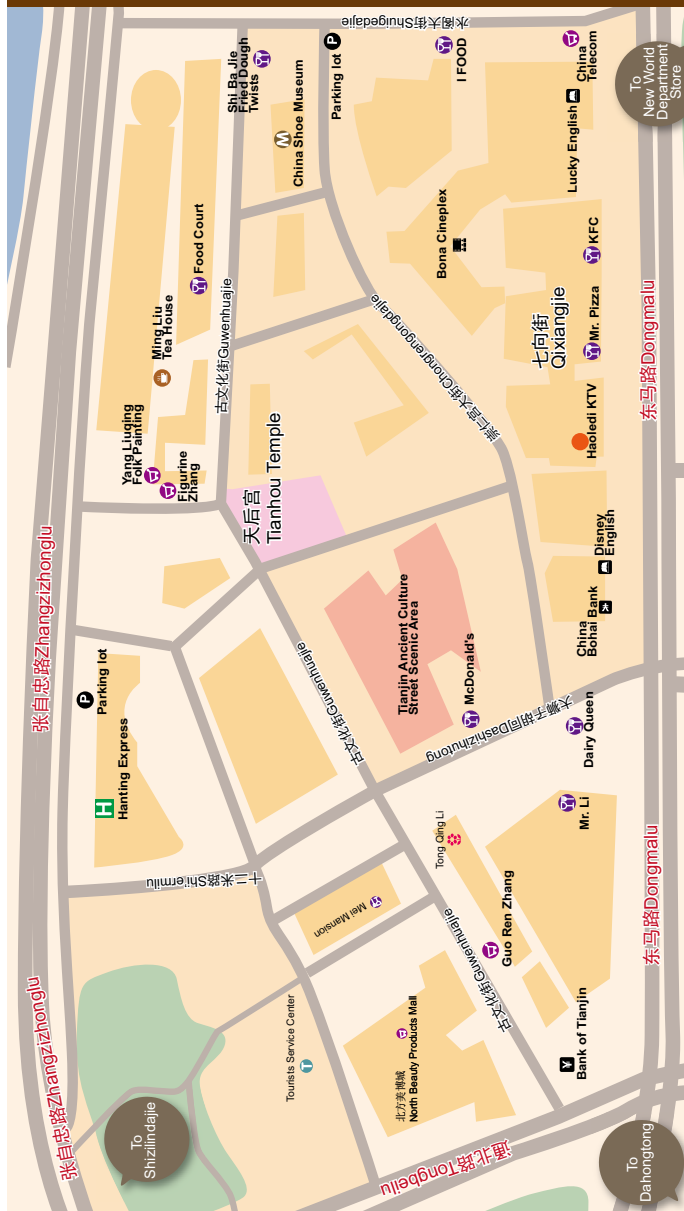 水阁大街Shuigedajie
To
New World
Department
Store
China
Telecom
I FOOD
Parking lot
Shi Ba Jie
Fried Dough
Twists
China Shoe Museum
Lucky English
Bona Cineplex
KFC
Food Court
Mr. Pizza
七向街
Qixiangjie
Ming Liu
Tea House
古文化街Guwenhuajie
崇仁宫大街Chongrengongdajie
东马路Dongmalu
Haoledi KTV
Yang Liuqing
Folk Painting
Figurine
Zhang
天后宫
Tianhou Temple
Disney
English
China
Bohai Bank
张自忠路Zhangzizhonglu
Tianjin Ancient Culture
Street Scenic Area
McDonald's
Parking lot
Hanting Express
古文化街Guwenhuajie
大狮子胡同Dashizihutong
Dairy Queen
Mr. Li
东马路Dongmalu
十二米路Shi'ermilu
Tong Qing Li
Mei Mansion
Guo Ren Zhang
古文化街Guwenhuajie
张自忠路Zhangzizhonglu
Tourists Service Center
北方美博城
North Beauty Products Mall
Bank of Tianjin
To
Shizilindajie
通北路Tongbeilu
To
Dahongtong
P
P
M
H
T
¥